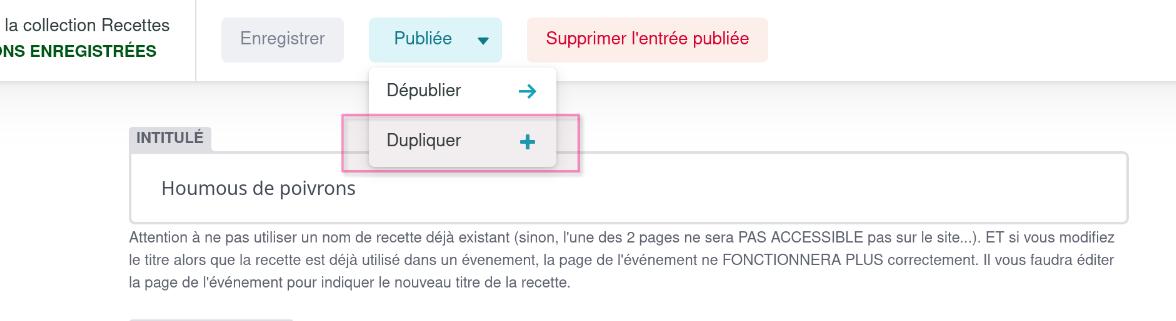 la collection Recettes
ONS ENREGISTRÉES
Enregistrer
Publiée
Supprimer l'entrée publiée
Dépublier
Dupliquer
INTITULÉ
Houmous de poivrons
Attention à ne pas utiliser un nom de recette déjà existant (sinon, l'une des 2 pages ne sera PAS ACCESSIBLE pas sur le site...). ET si vous modifiez
le titre alors que la recette est déjà utilisé dans un évenement, la page de l'événement ne FONCTIONNERA PLUS correctement. Il vous faudra éditer
la page de l'événement pour indiquer le nouveau titre de la recette.